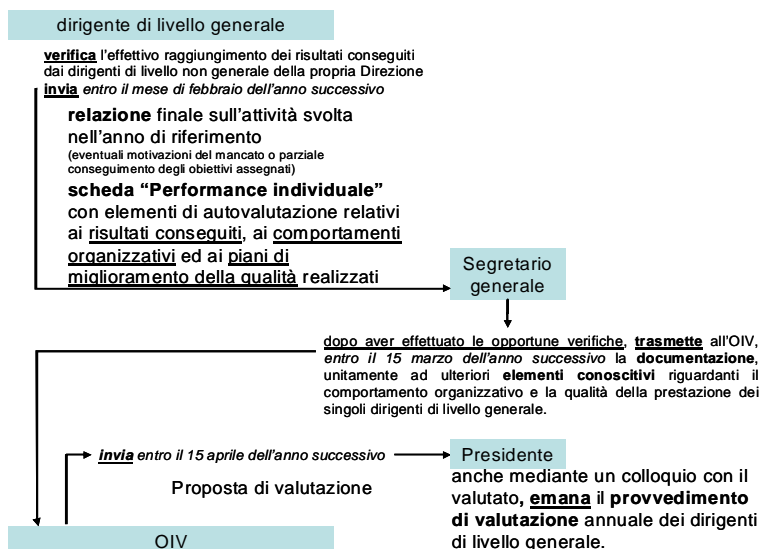 dirigente di livello generale
verifica l'effettivo raggiungimento dei risultati conseguiti
dai dirigenti di livello non generale della propria Direzione
invia entro il mese di febbraio dell'anno successivo
relazione finale sull'attività svolta
nell'anno di riferimento
(eventuali motivazioni del mancato o parziale
conseguimento degli obiettivi assegnati)
scheda “Performance individuale”
con elementi di autovalutazione relativi
ai risultati conseguiti, ai comportamenti
organizzativi ed ai piani di
miglioramento della qualità realizzati
Segretario
generale
dopo aver effettuato le opportune verifiche, trasmette all'OIV,
entro il 15 marzo dell'anno successivo la documentazione,
unitamente ad ulteriori elementi conoscitivi riguardanti il
comportamento organizzativo e la qualità della prestazione dei
singoli dirigenti di livello generale.
invia entro il 15 aprile dell'anno successivo
Proposta di valutazione
Presidente
anche mediante un colloquio con il
valutato, emana il provvedimento
di valutazione annuale dei dirigenti
di livello generale.
OIV